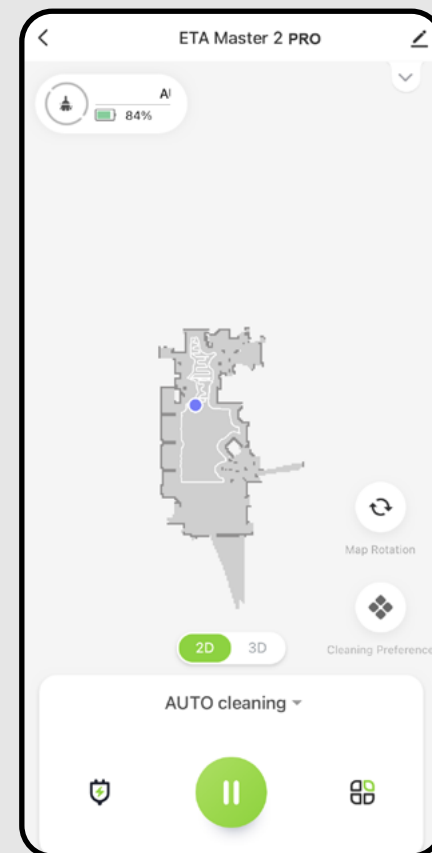 ETA Master 2 PRO
84%
Map Rotation
2D 3D
Cleaning Preference
AUTO cleaning